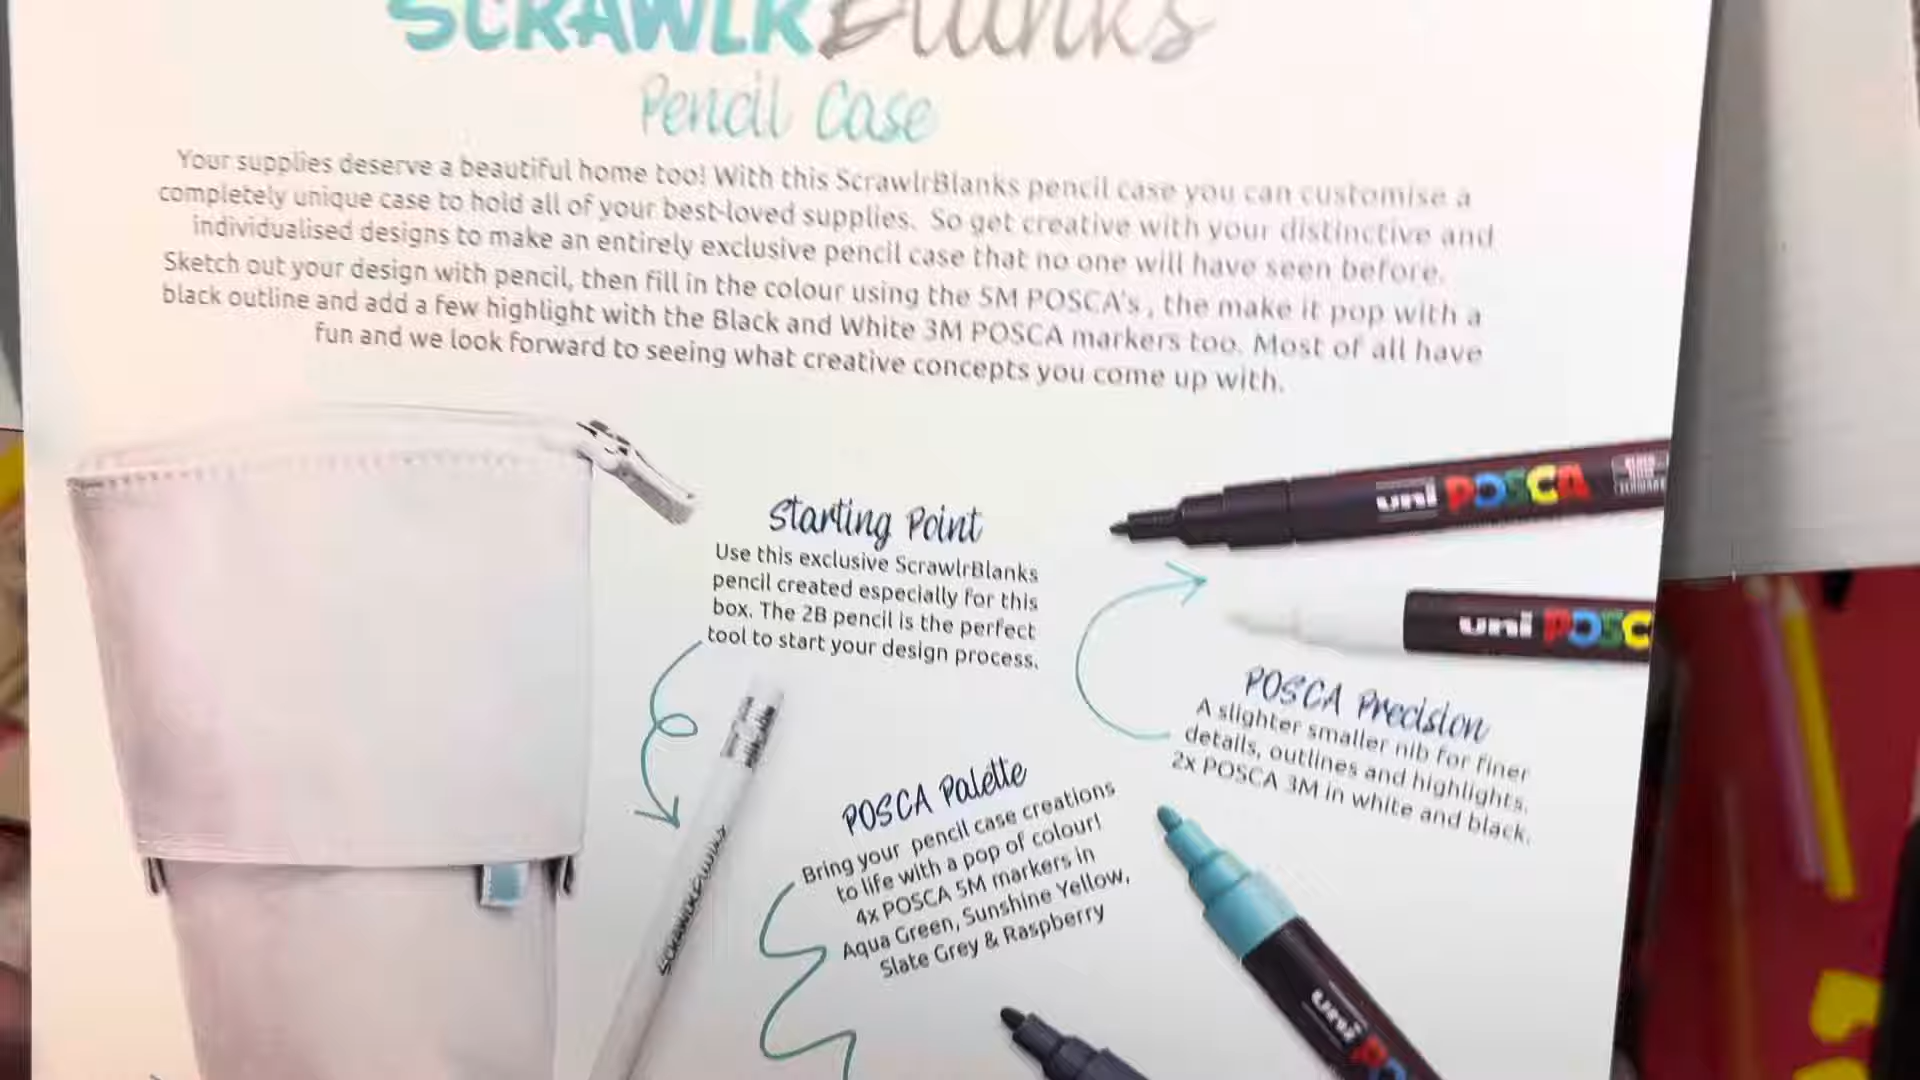 SCRAWLR Blanks
Pencil Case
Your supplies deserve a beautiful home too! With this ScrawlrBlanks pencil case you can customise a
completely unique case to hold all of your best-loved supplies. So get creative with your distinctive and
individualised designs to make an entirely exclusive pencil case that no one will have seen before.
Sketch out your design with pencil, then fill in the colour using the 5M POSCA's , the make it pop with a
black outline and add a few highlight with the Black and White 3M POSCA markers too. Most of all have
fun and we look forward to seeing what creative concepts you come up with.
Starting Point
Use this exclusive ScrawlrBlanks
pencil created especially for this
box. The 2B pencil is the perfect
tool to start your design process.
uni POSCA
uni POSC
POSCA Precision
A slighter smaller nib for finer
details, outlines and highlights.
2x POSCA 3M in white and black.
POSCA Palette
Bring your pencil case creations
to life with a pop of colour!
4x POSCA 5M markers in
Aqua Green, Sunshine Yellow,
Slate Grey & Raspberry
SCRAWLRBLANKS
uni PO